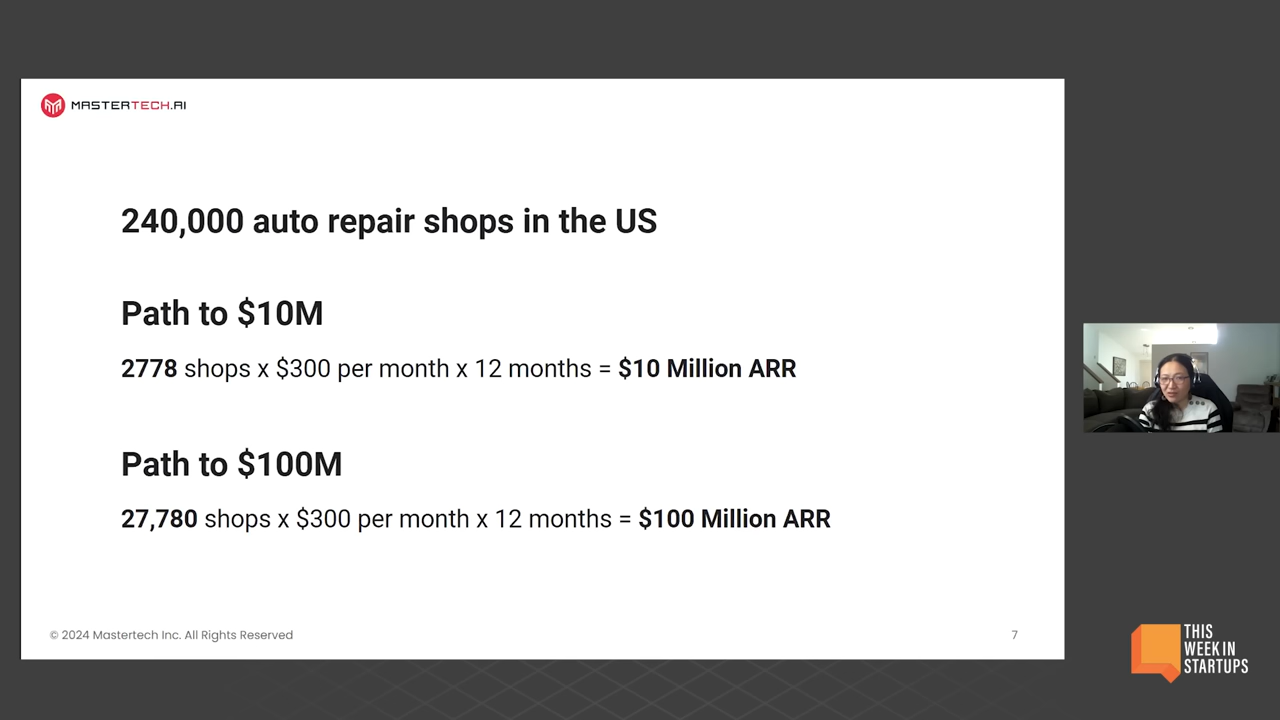 MASTERTECH.AI
240,000 auto repair shops in the US
Path to $10M
2778 shops x $300 per month x 12 months = $10 Million ARR
Path to $100M
27,780 shops x $300 per month x 12 months = $100 Million ARR
© 2024 Mastertech Inc. All Rights Reserved
7
THIS
WEEK IN
STARTUPS